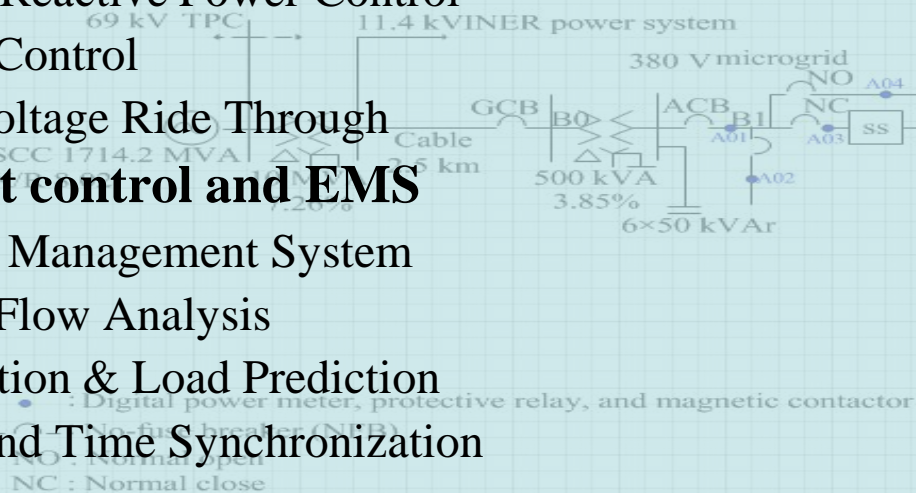 Reactive Power Control
69 kV TPC
11.4 kV INER power system
Control
380 V microgrid
NO
A04
oltage Ride Through
GCB
B0
ACB
B1
NC
A01
A03
SS
Cable
SCC 1714.2 MVA
km
500 kVA
A02
t control and EMS
3.85%
6×50 kVAr
Management System
Flow Analysis
tion & Load Prediction
: Digital power meter, protective relay, and magnetic contactor
: No-fuse breaker (NFB)
nd Time Synchronization
NO : Normal open
NC : Normal close